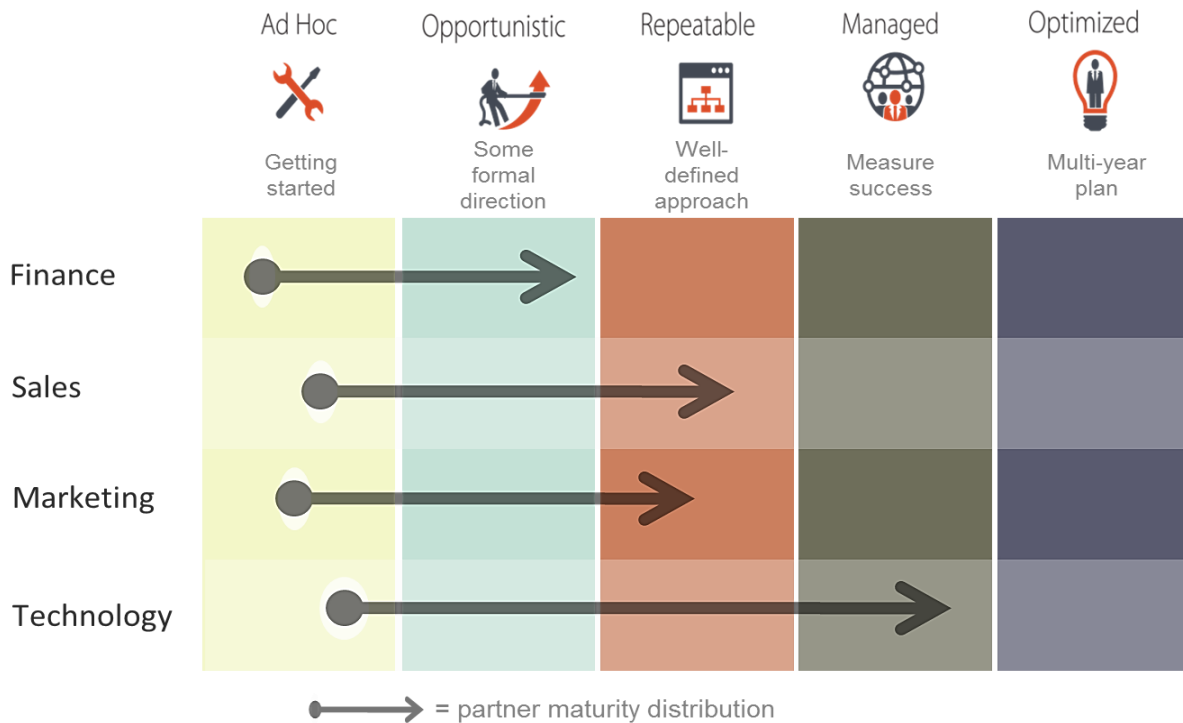 Ad Hoc
Opportunistic
Repeatable
Managed
Optimized
Getting
started
Some
formal
direction
Well-
defined
approach
Measure
success
Multi-year
plan
Finance
Sales
Marketing
Technology
= partner maturity distribution